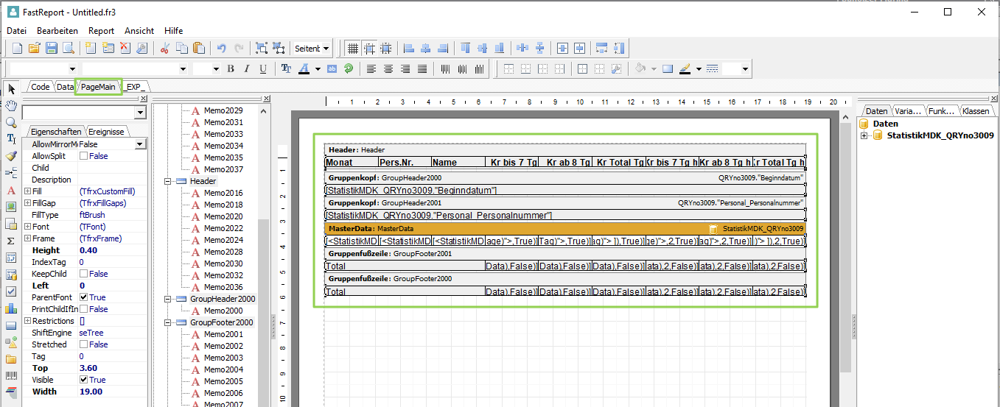 FastReport - Untitled.fr3
Datei Bearbeiten Report Ansicht Hilfe
Seitenb
B I U
Code Data PageMain _EXP_
Eigenschaften Ereignisse
AllowMirrorMo False
AllowSplit False
Child
Description
Fill (TfrxCustomFill)
FillGap (TfrxFillGaps)
FillType ftBrush
Font (TFont)
Frame (TfrxFrame)
Height 0.40
IndexTag 0
KeepChild False
Left 0
ParentFont True
PrintChildIfIn False
Restrictions []
ShiftEngine seTree
Stretched False
Tag 0
Top 3.60
Visible True
Width 19.00
Memo2029
Memo2031
Memo2033
Memo2034
Memo2035
Memo2037
Header
Memo2016
Memo2018
Memo2020
Memo2022
Memo2024
Memo2028
Memo2030
Memo2032
Memo2036
GroupHeader2000
Memo2000
GroupFooter2000
Memo2001
Memo2002
Memo2003
Memo2004
Memo2005
Memo2006
Memo2007
1 2 3 4 5 6 7 8 9 10 11 12 13 14 15 16 17 18 19 20
1
2
3
4
5
6
7
8
9
10
Header: Header
Monat Pers.Nr. Name Kr bis 7 Tg Kr ab 8 Tg Kr Total Tg Kr bis 7 Tg h Kr ab 8 Tg h Kr Total Tg h
Gruppenkopf: GroupHeader2000 QRYno3009."Beginndatum"
[StatistikMDK_QRYno3009."Beginndatum"]
Gruppenkopf: GroupHeader2001 QRYno3009."Personal_Personalnummer"
[StatistikMDK_QRYno3009."Personal_Personalnummer"]
MasterData: MasterData StatistikMDK_QRYno3009
[<StatistikMD [<StatistikMD [<StatistikMD age)">,True)] Tag)">,True)] ag)"> ]),True)] ge)">,2,True)] ag)">,2,True)] )"> ]),2,True)]
Gruppenfußzeile: GroupFooter2001
Total Data),False)] Data),False)] Data),False)] ata),2,False)] ata),2,False)] ata),2,False)]
Gruppenfußzeile: GroupFooter2000
Total Data),False)] Data),False)] Data),False)] ata),2,False)] ata),2,False)] ata),2,False)]
Daten Varia... Funk... Klassen
Daten
StatistikMDK_QRYno3009